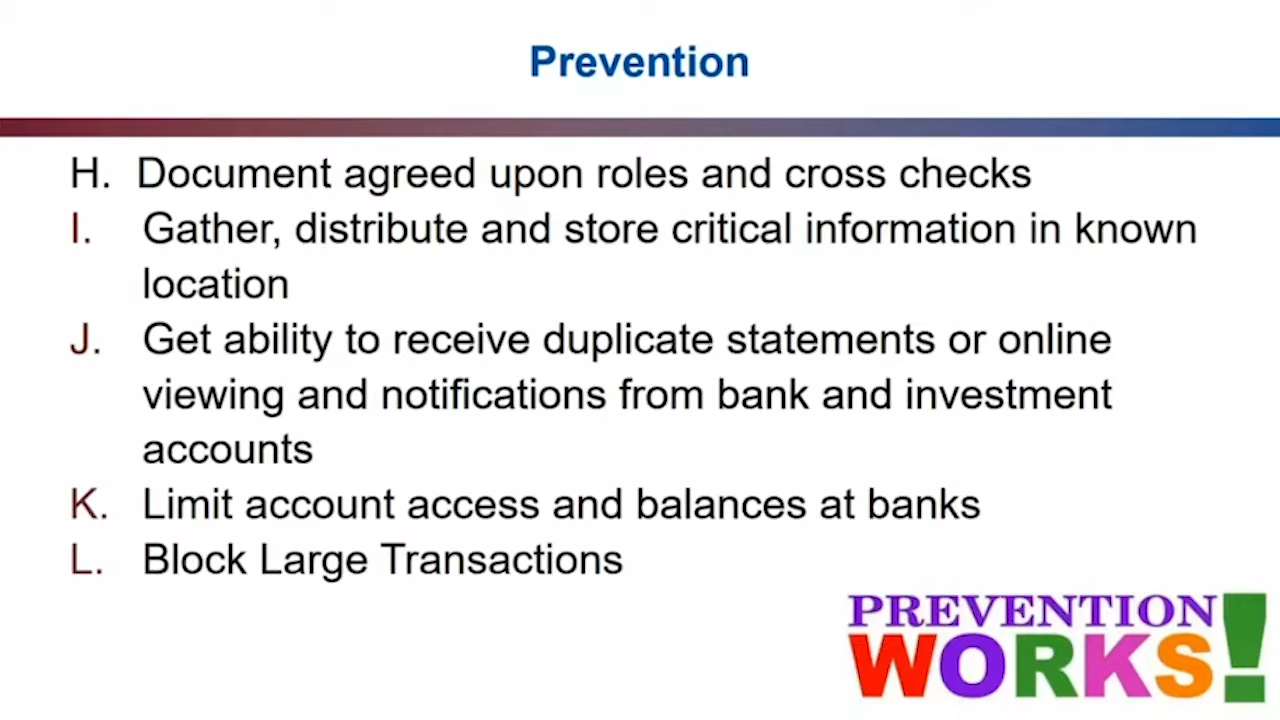 Prevention
H. Document agreed upon roles and cross checks
I. Gather, distribute and store critical information in known
location
J. Get ability to receive duplicate statements or online
viewing and notifications from bank and investment
accounts
K. Limit account access and balances at banks
L. Block Large Transactions
PREVENTION
WORKS!